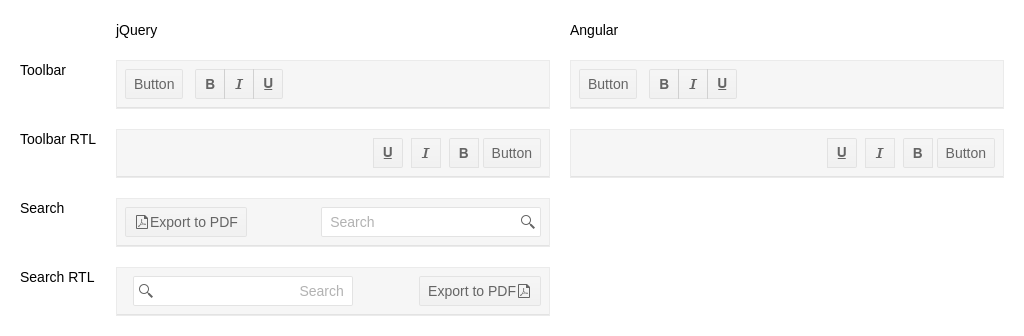 jQuery Angular
Toolbar Button B I U Button B I U
Toolbar RTL U I B Button U I B Button
Search Export to PDF Search
Search RTL Search Export to PDF